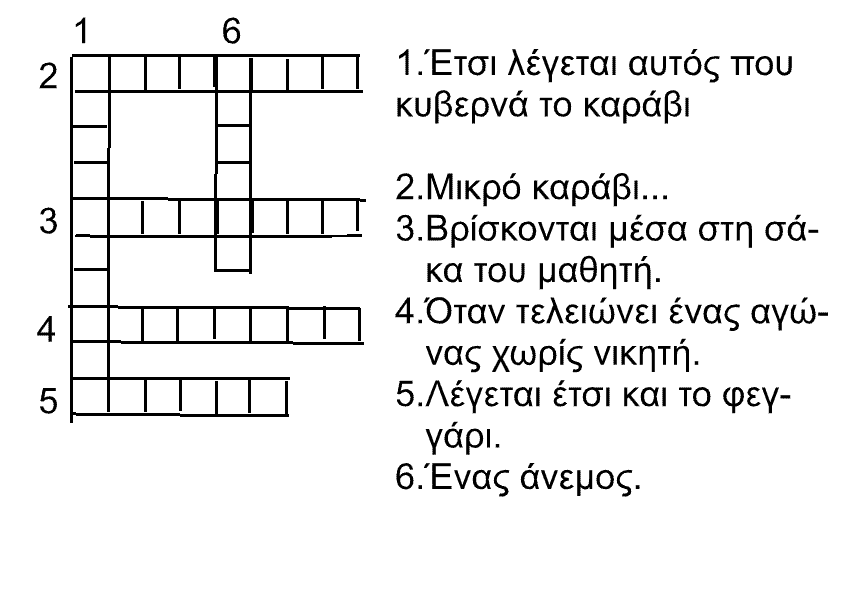 1 6
2
3
4
5
1.Έτσι λέγεται αυτός που
κυβερνά το καράβι
2.Μικρό καράβι...
3.Βρίσκονται μέσα στη σά-
κα του μαθητή.
4.Όταν τελειώνει ένας αγώ-
νας χωρίς νικητή.
5.Λέγεται έτσι και το φεγ-
γάρι.
6.Ένας άνεμος.